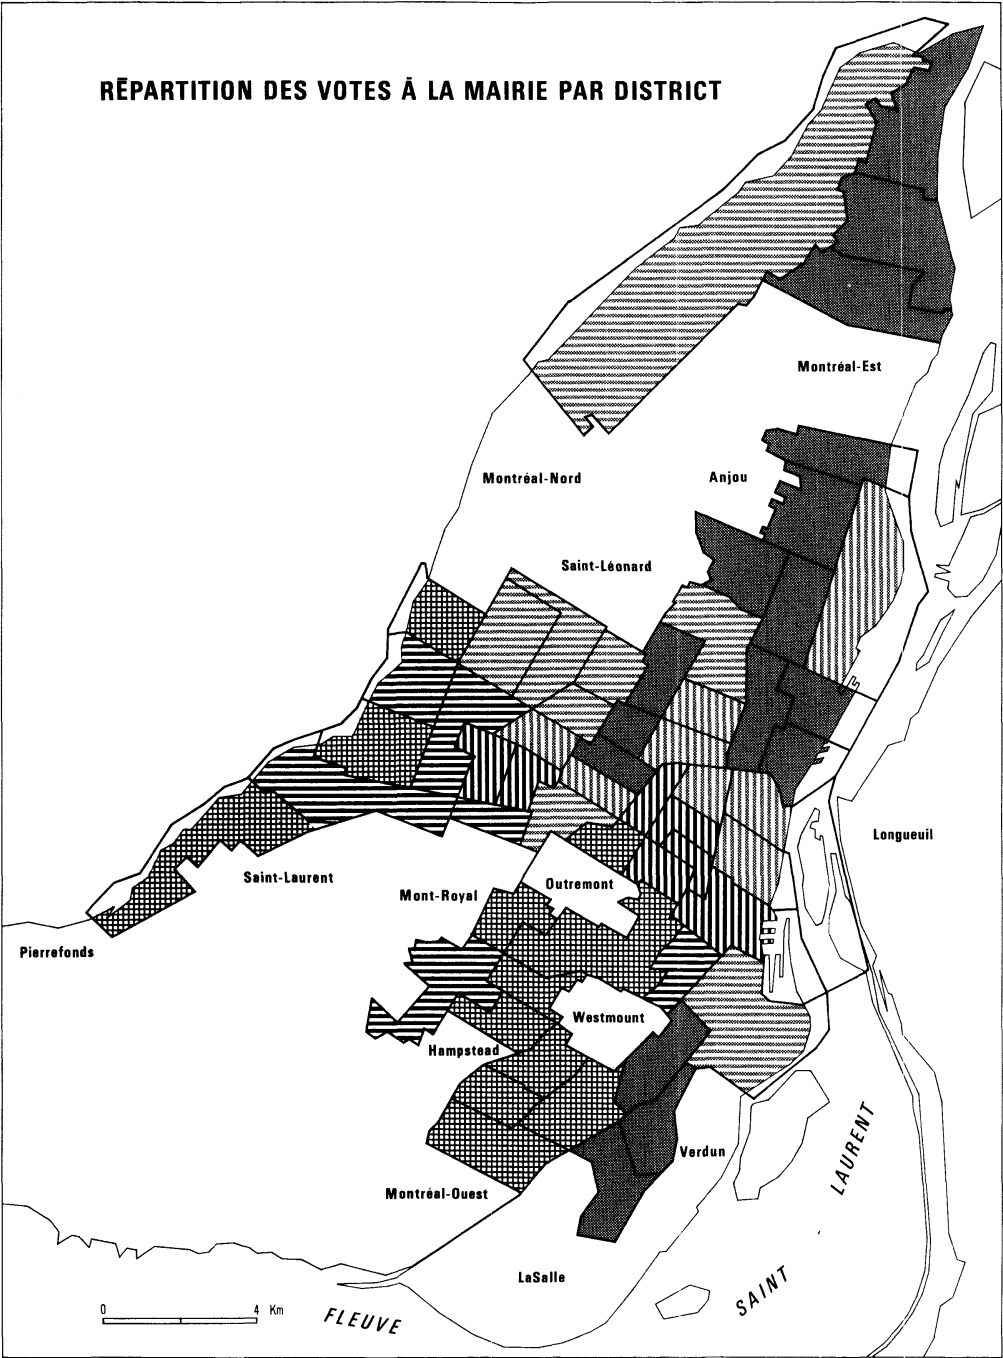 RÉPARTITION DES VOTES À LA MAIRIE PAR DISTRICT
Montréal-Est
Montréal-Nord
Anjou
Saint-Léonard
Longueuil
Saint-Laurent
Mont-Royal
Outremont
Pierrefonds
Westmount
Hampstead
Verdun
Montréal-Ouest
LaSalle
0 4 Km
FLEUVE SAINT LAURENT